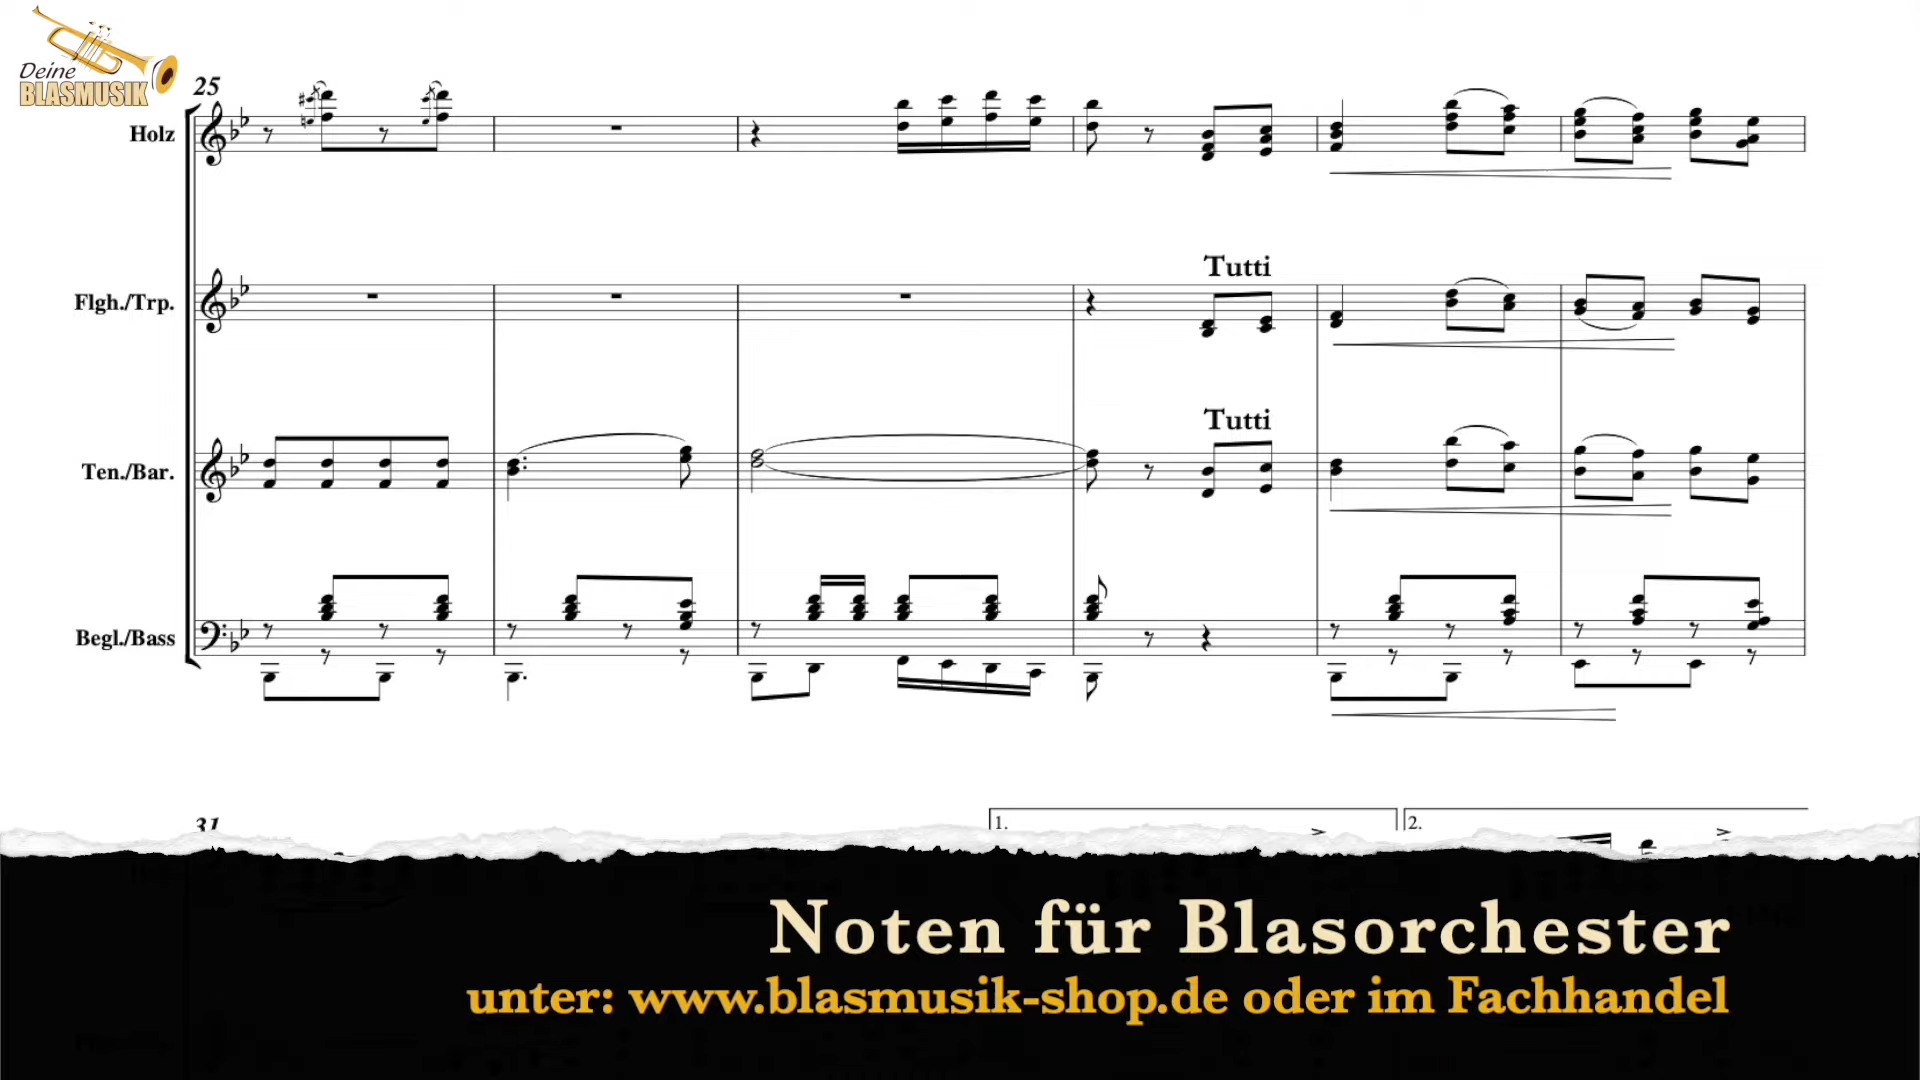 Deine
BLASMUSIK
25
Holz
Tutti
Flgh./Trp.
Tutti
Ten./Bar.
Begl./Bass
31
1.
2.
Noten für Blasorchester
unter: www.blasmusik-shop.de oder im Fachhandel